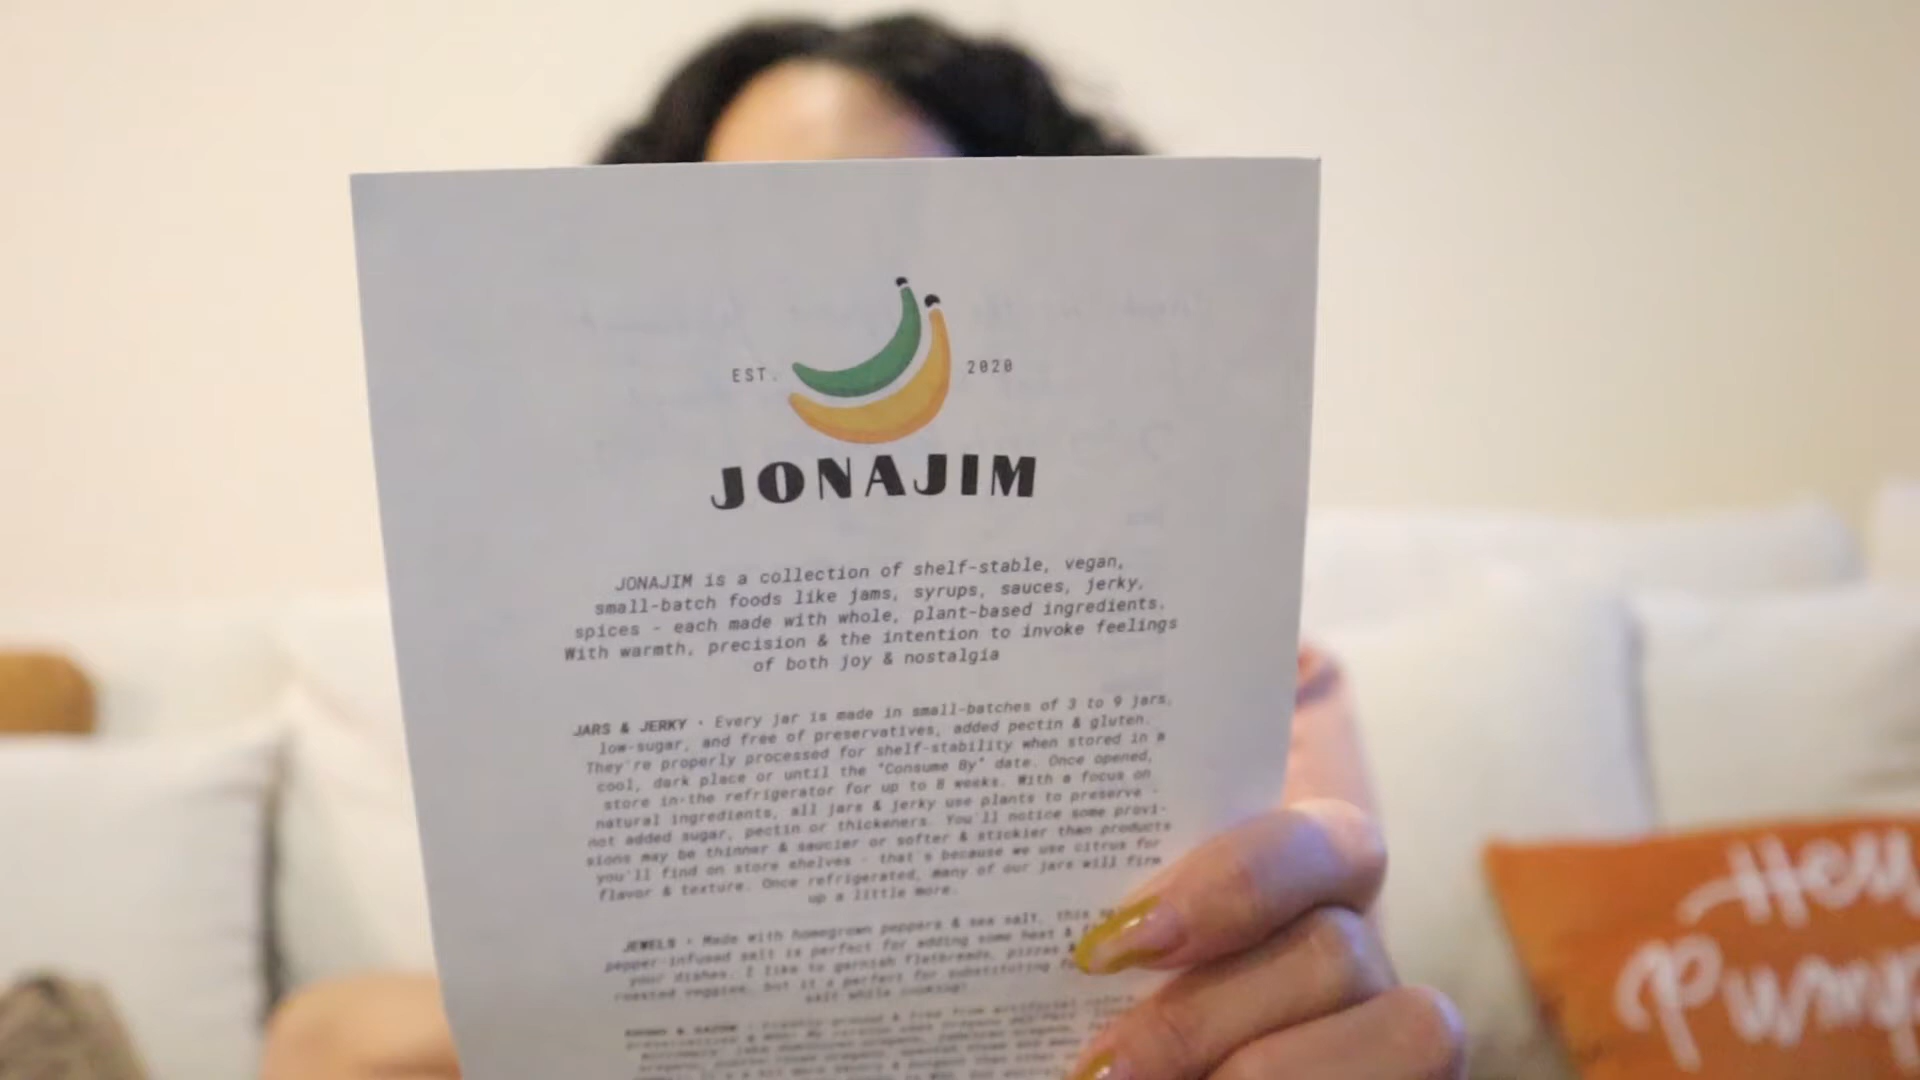 EST. 2020
JONAJIM
JONAJIM is a collection of shelf-stable, vegan,
small-batch foods like jams, syrups, sauces, jerky,
spices - each made with whole, plant-based ingredients.
With warmth, precision & the intention to invoke feelings
of both joy & nostalgia
JARS & JERKY · Every jar is made in small-batches of 3 to 9 jars,
low-sugar, and free of preservatives, added pectin & gluten.
They're properly processed for shelf-stability when stored in a
cool, dark place or until the "Consume By" date. Once opened,
store in-the refrigerator for up to 8 weeks. With a focus on
natural ingredients, all jars & jerky use plants to preserve -
not added sugar, pectin or thickeners. You'll notice some provi-
sions may be thinner & saucier or softer & stickier than products
you'll find on store shelves - that's because we use citrus for
flavor & texture. Once refrigerated, many of our jars will firm
up a little more.
JEWELS · Made with homegrown peppers & sea salt, this
pepper-infused salt is perfect for adding some heat &
your dishes. I like to garnish flatbreads, pizzas &
roasted veggies, but it's perfect for substituting
salt while cooking!
Hey